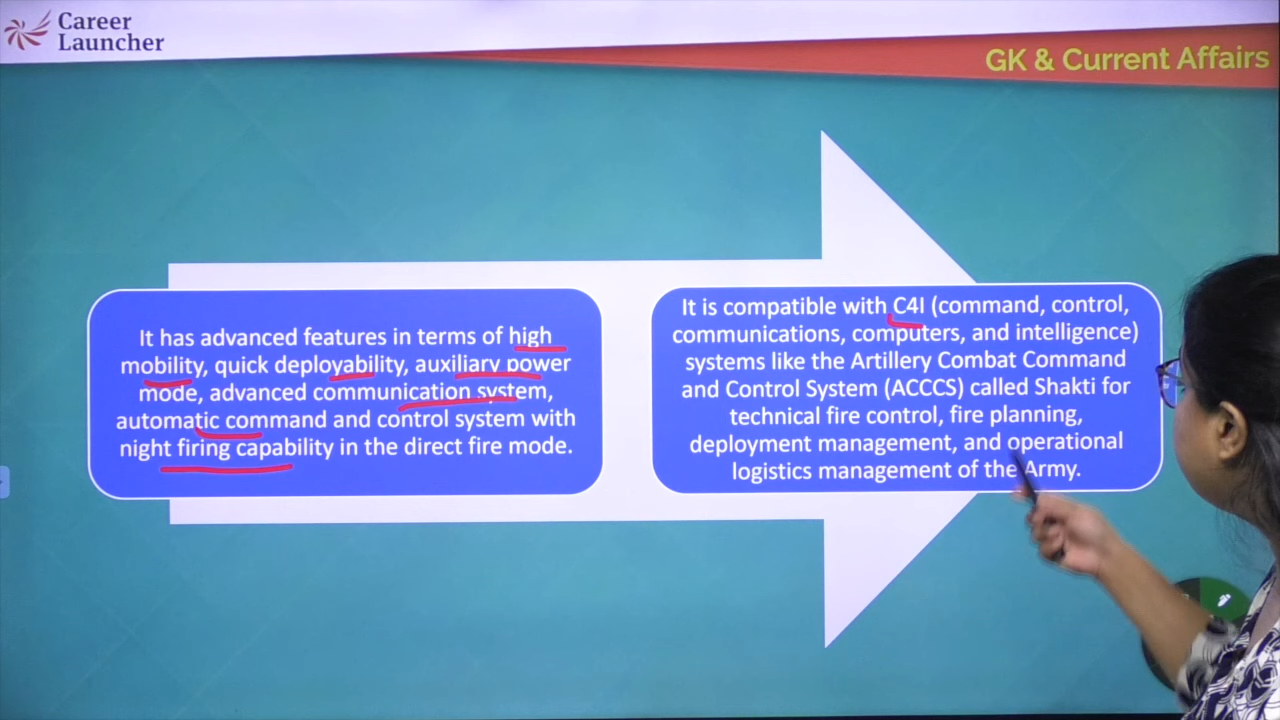 Career
Launcher
GK & Current Affairs
It has advanced features in terms of high
mobility, quick deployability, auxiliary power
mode, advanced communication system,
automatic command and control system with
night firing capability in the direct fire mode.
It is compatible with C4I (command, control,
communications, computers, and intelligence)
systems like the Artillery Combat Command
and Control System (ACCCS) called Shakti for
technical fire control, fire planning,
deployment management, and operational
logistics management of the Army.